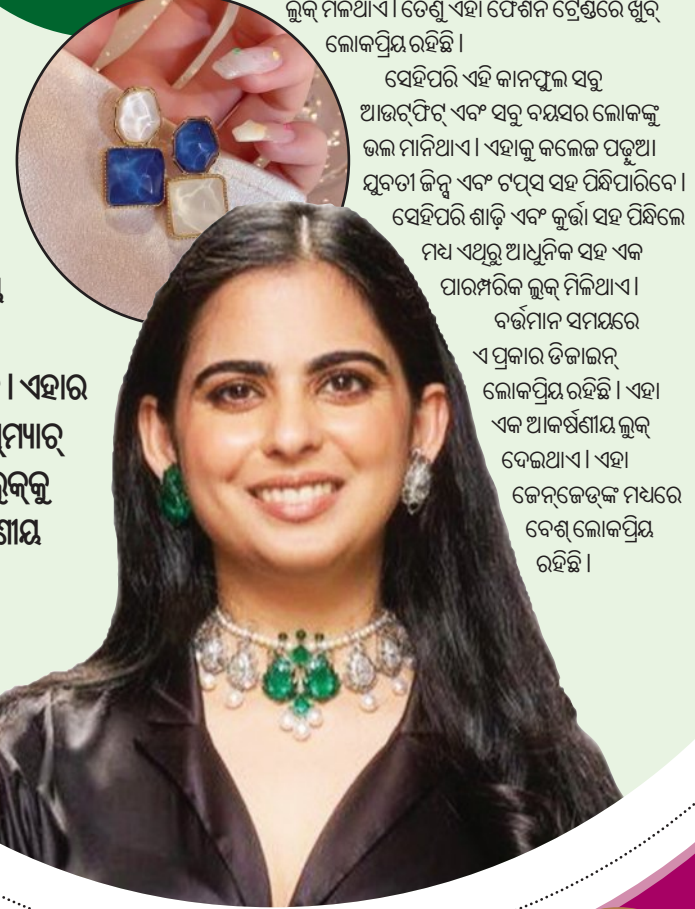 ଲୁକ୍ ମିଳିଥାଏ । ତେଣୁ ଏହା ଫେଶନ ଟ୍ରେଣ୍ଡରେ ଖୁବ୍
ଲୋକପ୍ରିୟ ରହିଛି ।
ସେହିପରି ଏହି କାନଫୁଲ ସବୁ
ଆଉଟ୍‌ଫିଟ୍ ଏବଂ ସବୁ ବୟସର ଲୋକଙ୍କୁ
ଭଲ ମାନିଥାଏ । ଏହାକୁ କଲେଜ ପଢୁଆ
ଯୁବତୀ ଜିନ୍ସ ଏବଂ ଟପ୍‌ସ ସହ ପିନ୍ଧିପାରିବେ ।
ସେହିପରି ଶାଢ଼ି ଏବଂ କୁର୍ତ୍ତା ସହ ପିନ୍ଧିଲେ
ମଧ୍ୟ ଏଥିରୁ ଆଧୁନିକ ସହ ଏକ
ପାରମ୍ପରିକ ଲୁକ୍ ମିଳିଥାଏ ।
ବର୍ତ୍ତମାନ ସମୟରେ
ଏ ପ୍ରକାର ଡିଜାଇନ୍
ଲୋକପ୍ରିୟ ରହିଛି । ଏହା
ଏକ ଆକର୍ଷଣୀୟ ଲୁକ୍
ଦେଇଥାଏ । ଏହା
ଜେନ୍‌ଜେଡ୍‌ଙ୍କ ମଧ୍ୟରେ
ବେଶ୍ ଲୋକପ୍ରିୟ
ରହିଛି ।
। ଏହାର